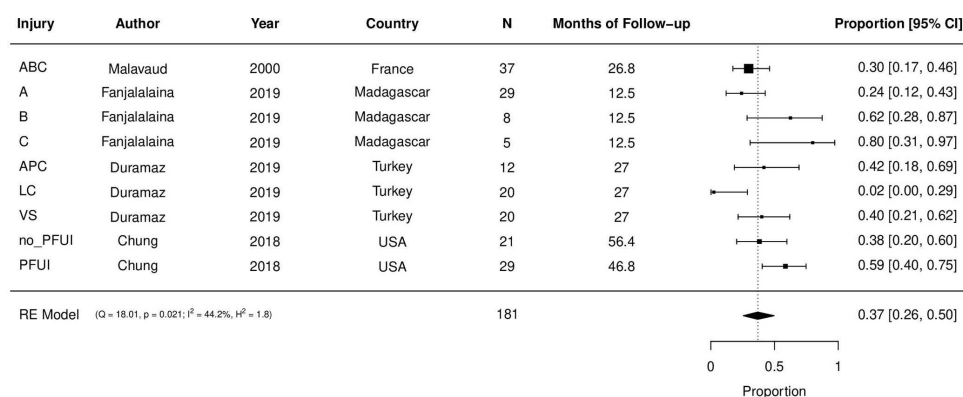 Injury Author Year Country N Months of Follow−up Proportion [95% CI]
ABC Malavaud 2000 France 37 26.8 0.30 [0.17, 0.46]
A Fanjalalaina 2019 Madagascar 29 12.5 0.24 [0.12, 0.43]
B Fanjalalaina 2019 Madagascar 8 12.5 0.62 [0.28, 0.87]
C Fanjalalaina 2019 Madagascar 5 12.5 0.80 [0.31, 0.97]
APC Duramaz 2019 Turkey 12 27 0.42 [0.18, 0.69]
LC Duramaz 2019 Turkey 20 27 0.02 [0.00, 0.29]
VS Duramaz 2019 Turkey 20 27 0.40 [0.21, 0.62]
no_PFUI Chung 2018 USA 21 56.4 0.38 [0.20, 0.60]
PFUI Chung 2018 USA 29 46.8 0.59 [0.40, 0.75]
RE Model (Q = 18.01, p = 0.021; I² = 44.2%, H² = 1.8) 181 0.37 [0.26, 0.50]
0 0.5 1
Proportion